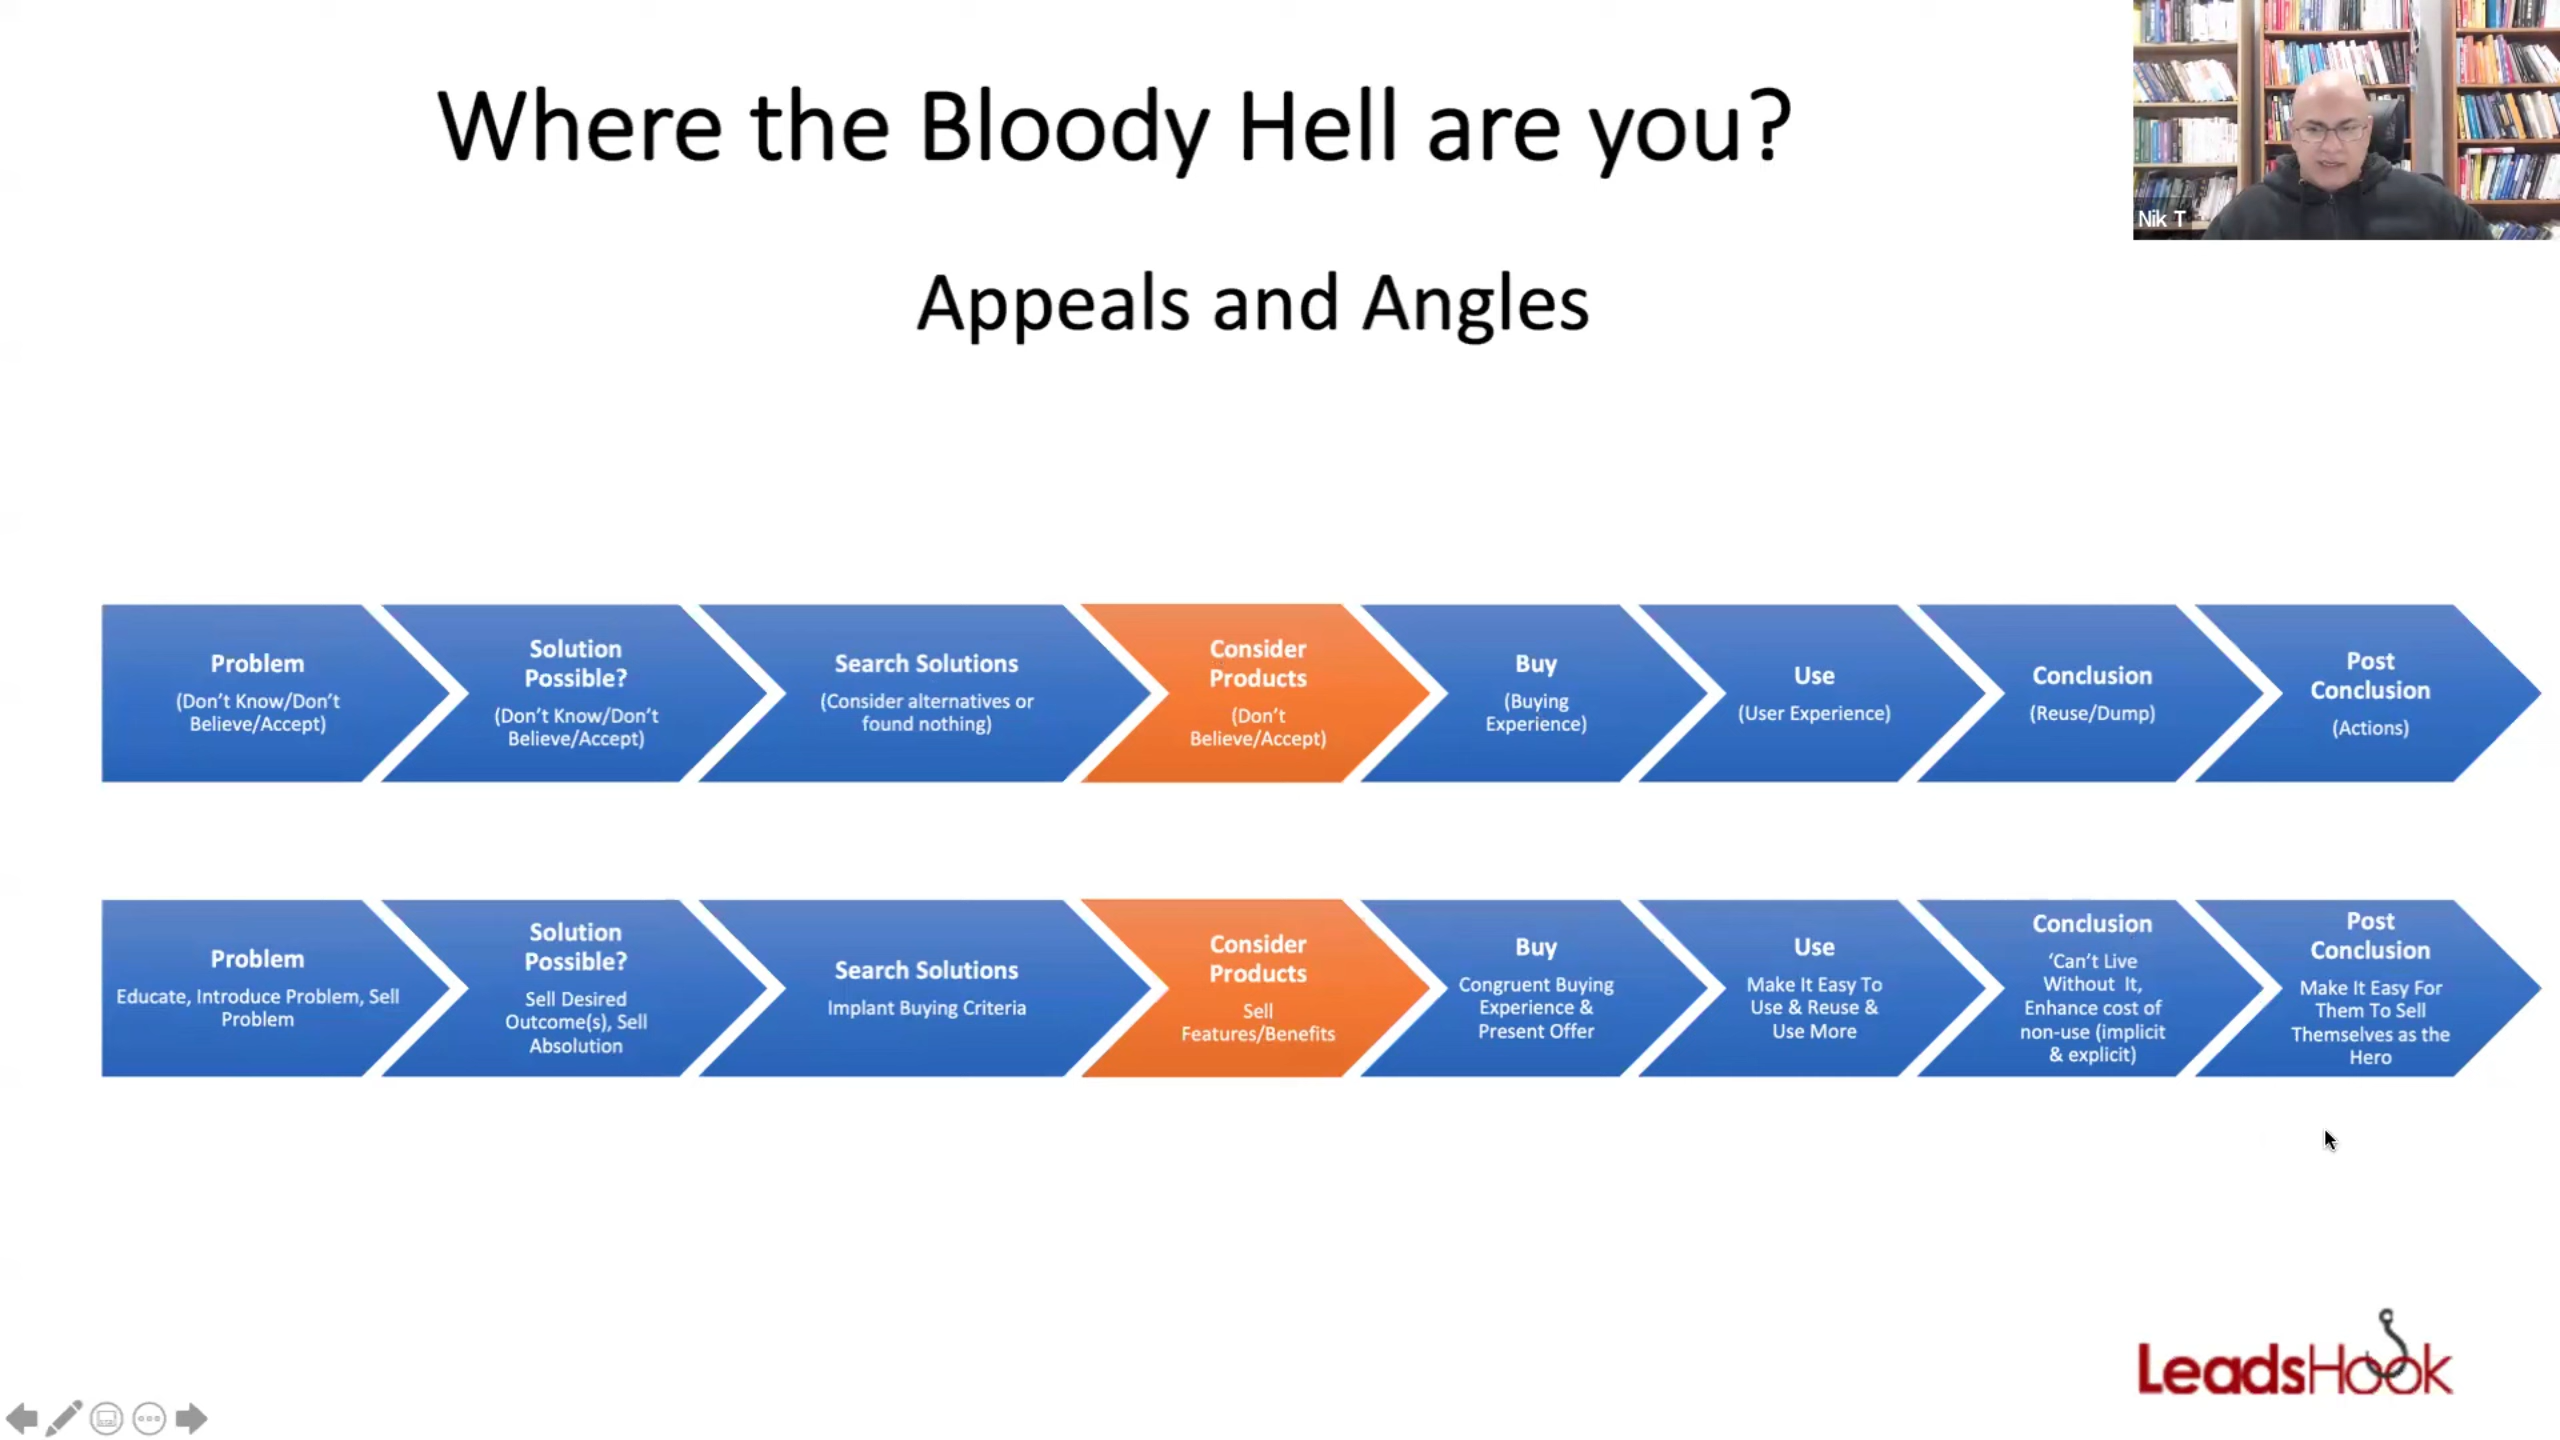 Where the Bloody Hell are you?
Nik T
Appeals and Angles
Problem
(Don't Know/Don't
Believe/Accept)
Solution
Possible?
(Don't Know/Don't
Believe/Accept)
Search Solutions
(Consider alternatives or
found nothing)
Consider
Products
(Don't
Believe/Accept)
Buy
(Buying
Experience)
Use
(User Experience)
Conclusion
(Reuse/Dump)
Post
Conclusion
(Actions)
Problem
Educate, Introduce Problem, Sell
Problem
Solution
Possible?
Sell Desired
Outcome(s), Sell
Absolution
Search Solutions
Implant Buying Criteria
Consider
Products
Sell
Features/Benefits
Buy
Congruent Buying
Experience &
Present Offer
Use
Make It Easy To
Use & Reuse &
Use More
Conclusion
‘Can't Live
Without It,
Enhance cost of
non-use (implicit
& explicit)
Post
Conclusion
Make It Easy For
Them To Sell
Themselves as the
Hero
LeadsHook